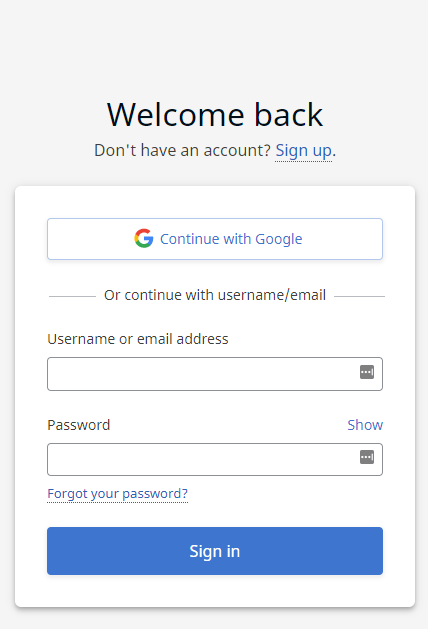 Welcome back
Don't have an account? Sign up.
Continue with Google
Or continue with username/email
Username or email address
Password Show
Forgot your password?
Sign in